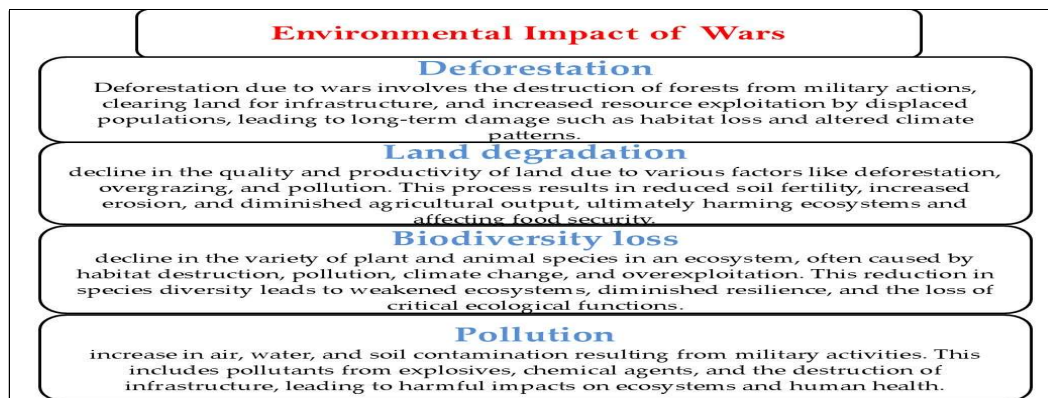 Environmental Impact of Wars
Deforestation
Deforestation due to wars involves the destruction of forests from military actions,
clearing land for infrastructure, and increased resource exploitation by displaced
populations, leading to long-term damage such as habitat loss and altered climate
patterns.
Land degradation
decline in the quality and productivity of land due to various factors like deforestation,
overgrazing, and pollution. This process results in reduced soil fertility, increased
erosion, and diminished agricultural output, ultimately harming ecosystems and
affecting food security.
Biodiversity loss
decline in the variety of plant and animal species in an ecosystem, often caused by
habitat destruction, pollution, climate change, and overexploitation. This reduction in
species diversity leads to weakened ecosystems, diminished resilience, and the loss of
critical ecological functions.
Pollution
increase in air, water, and soil contamination resulting from military activities. This
includes pollutants from explosives, chemical agents, and the destruction of
infrastructure, leading to harmful impacts on ecosystems and human health.